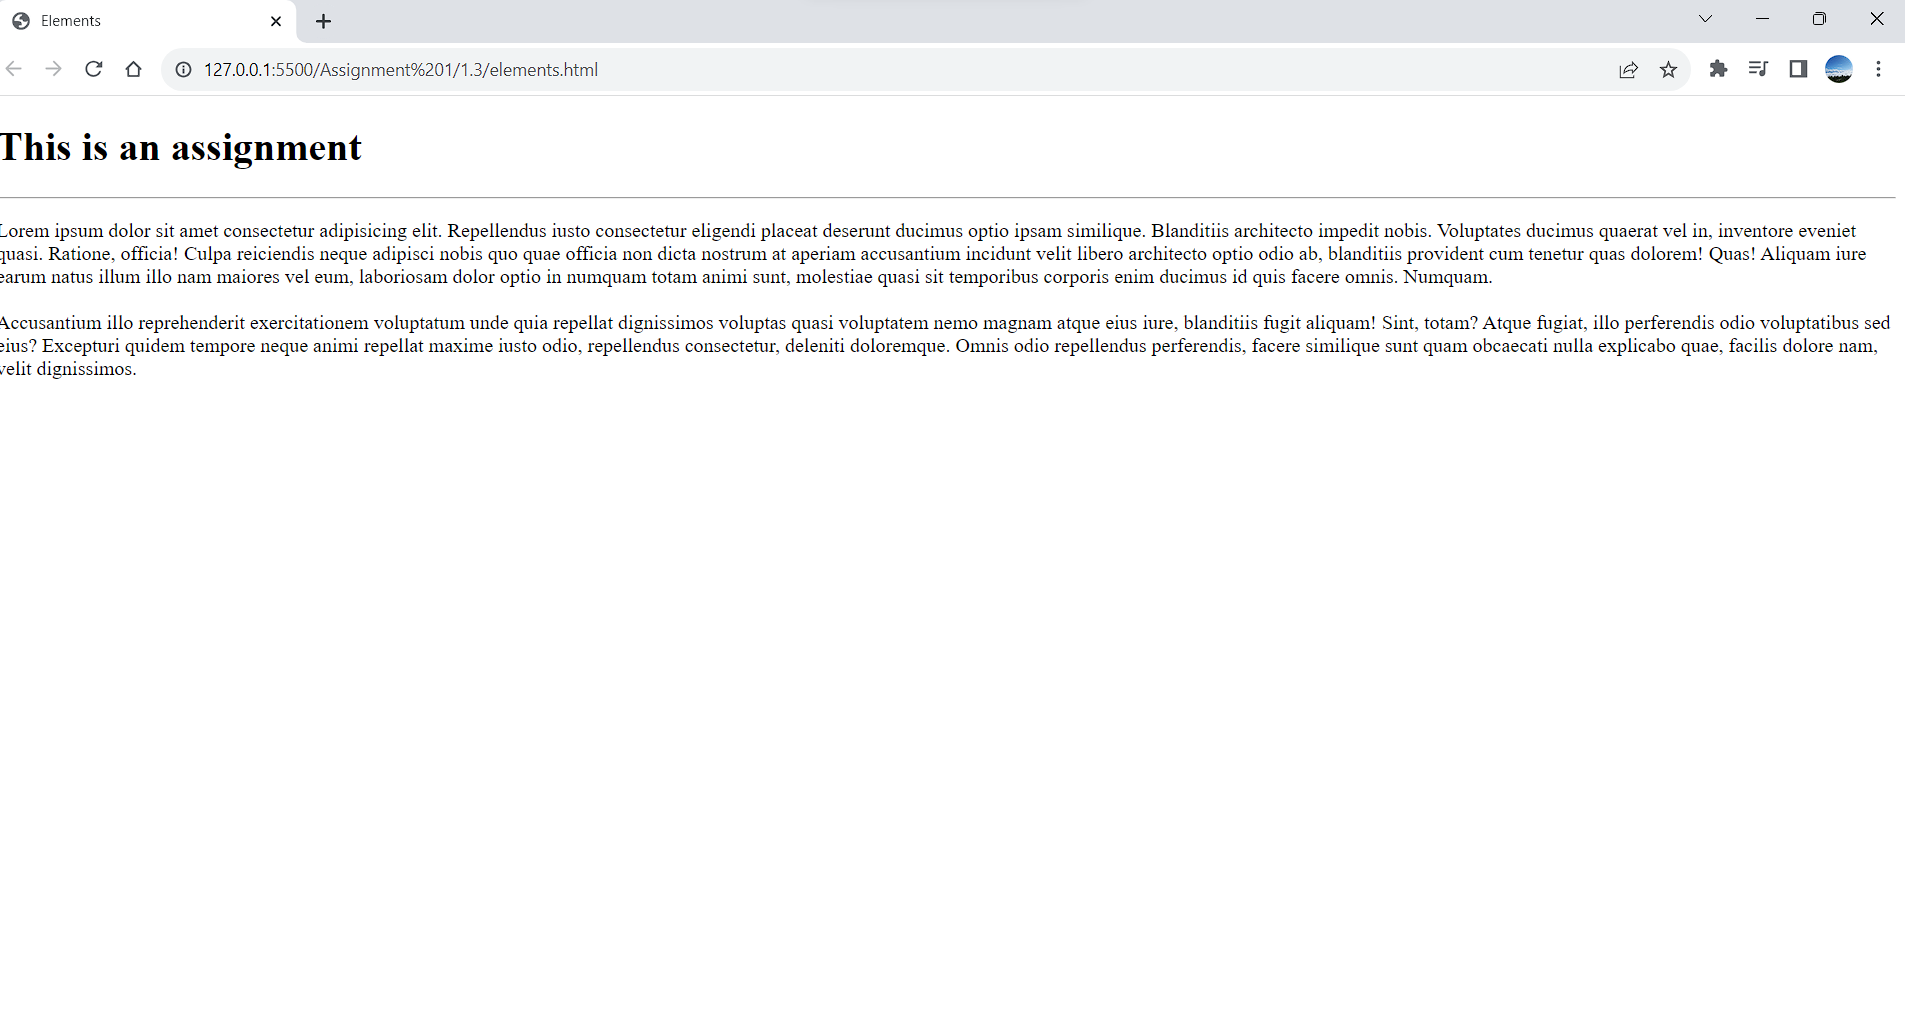 Elements
127.0.0.1:5500/Assignment%201/1.3/elements.html
This is an assignment
Lorem ipsum dolor sit amet consectetur adipisicing elit. Repellendus iusto consectetur eligendi placeat deserunt ducimus optio ipsam similique. Blanditiis architecto impedit nobis. Voluptates ducimus quaerat vel in, inventore eveniet
quasi. Ratione, officia! Culpa reiciendis neque adipisci nobis quo quae officia non dicta nostrum at aperiam accusantium incidunt velit libero architecto optio odio ab, blanditiis provident cum tenetur quas dolorem! Quas! Aliquam iure
earum natus illum illo nam maiores vel eum, laboriosam dolor optio in numquam totam animi sunt, molestiae quasi sit temporibus corporis enim ducimus id quis facere omnis. Numquam.
Accusantium illo reprehenderit exercitationem voluptatum unde quia repellat dignissimos voluptas quasi voluptatem nemo magnam atque eius iure, blanditiis fugit aliquam! Sint, totam? Atque fugiat, illo perferendis odio voluptatibus sed
eius? Excepturi quidem tempore neque animi repellat maxime iusto odio, repellendus consectetur, deleniti doloremque. Omnis odio repellendus perferendis, facere similique sunt quam obcaecati nulla explicabo quae, facilis dolore nam,
velit dignissimos.